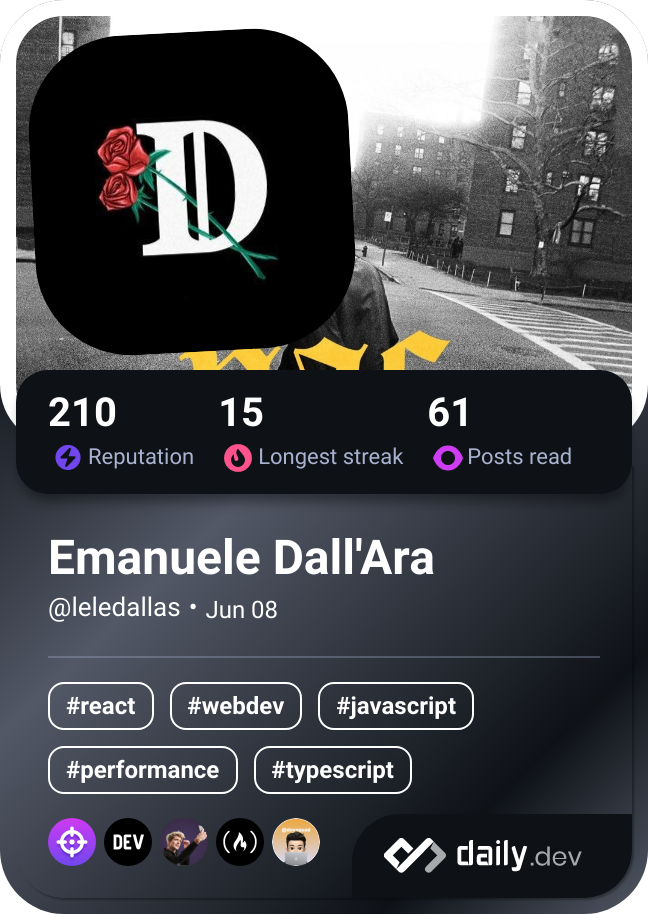 D
210 15 61
Reputation Longest streak Posts read
Emanuele Dall'Ara
@leledallas • Jun 08
#react #webdev #javascript
#performance #typescript
DEV
daily.dev